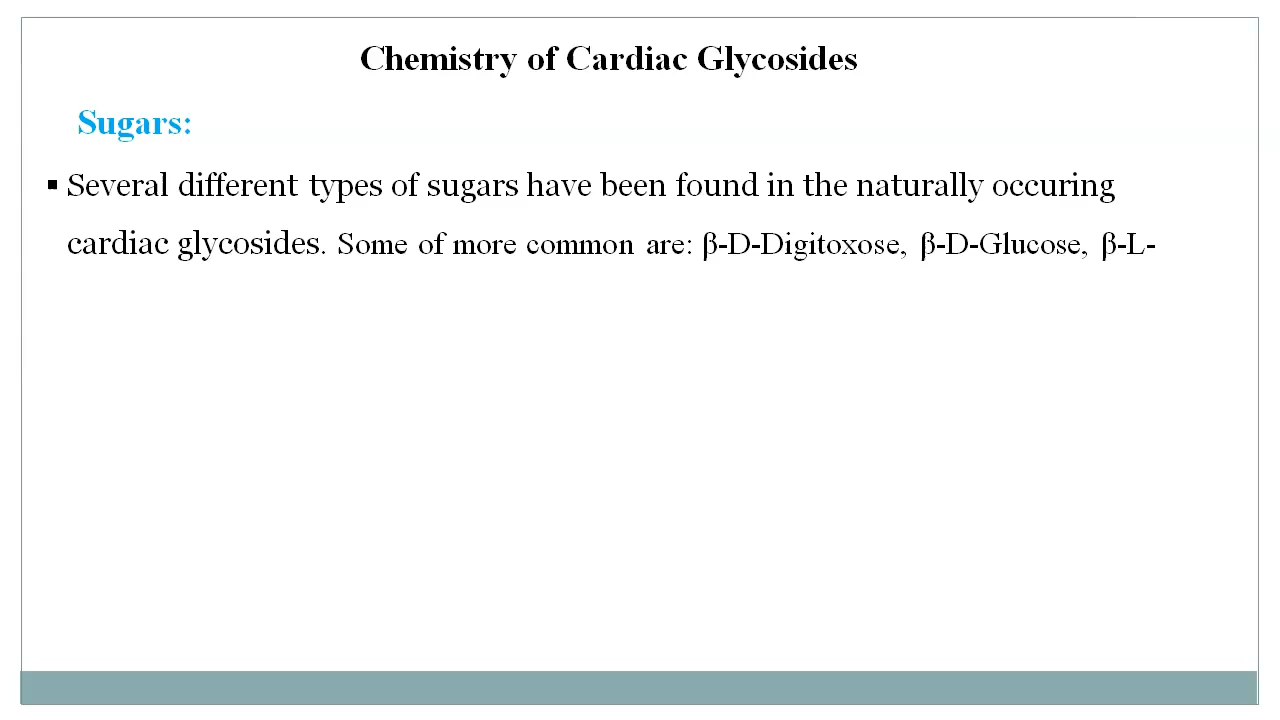 Chemistry of Cardiac Glycosides
Sugars:
▪ Several different types of sugars have been found in the naturally occuring
cardiac glycosides. Some of more common are: β-D-Digitoxose, β-D-Glucose, β-L-